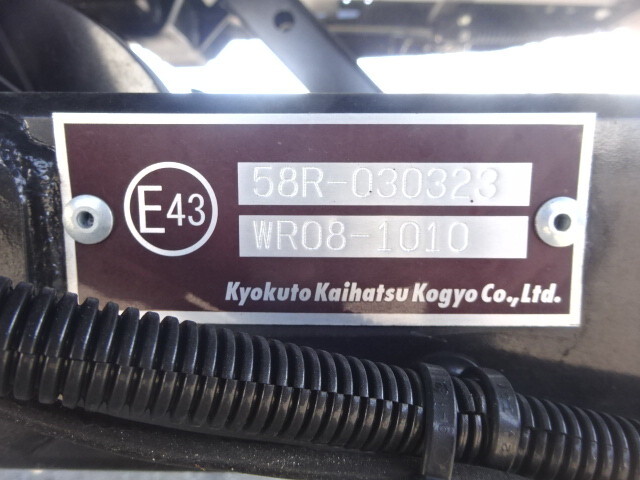 E43
58R-030323
WR08-1010
Kyokuto Kaihatsu Kogyo Co.,Ltd.